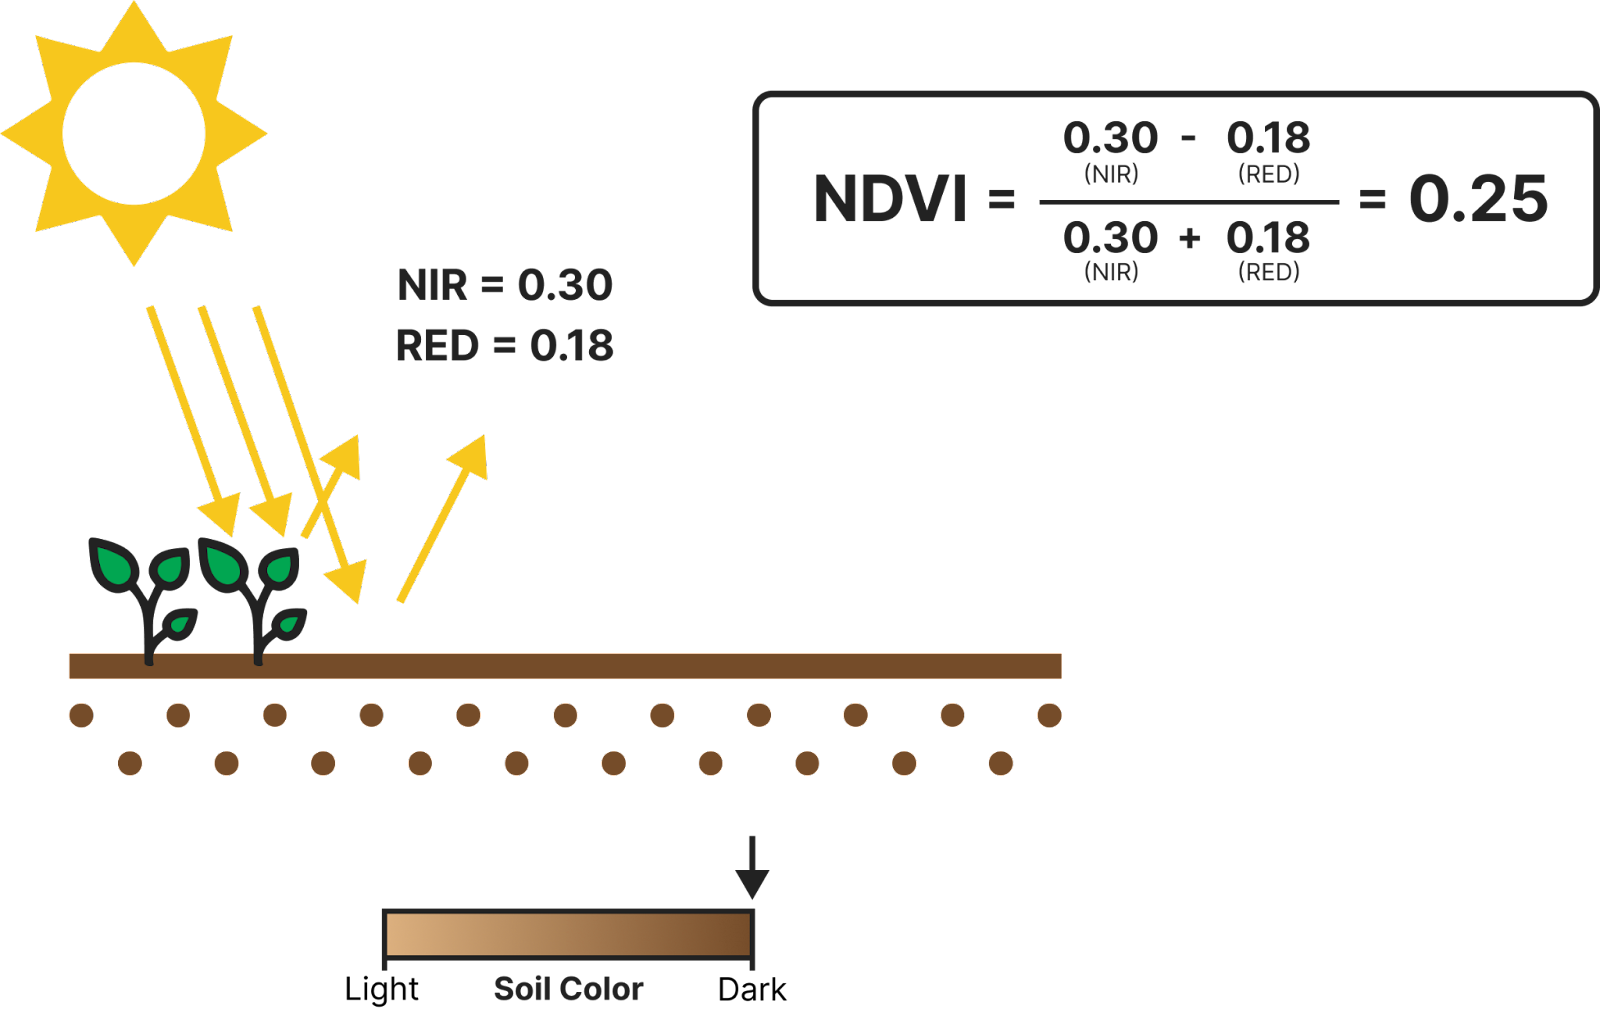 NIR = 0.30
RED = 0.18
0.30 - 0.18
(NIR) (RED)
NDVI = = 0.25
0.30 + 0.18
(NIR) (RED)
Light Soil Color Dark